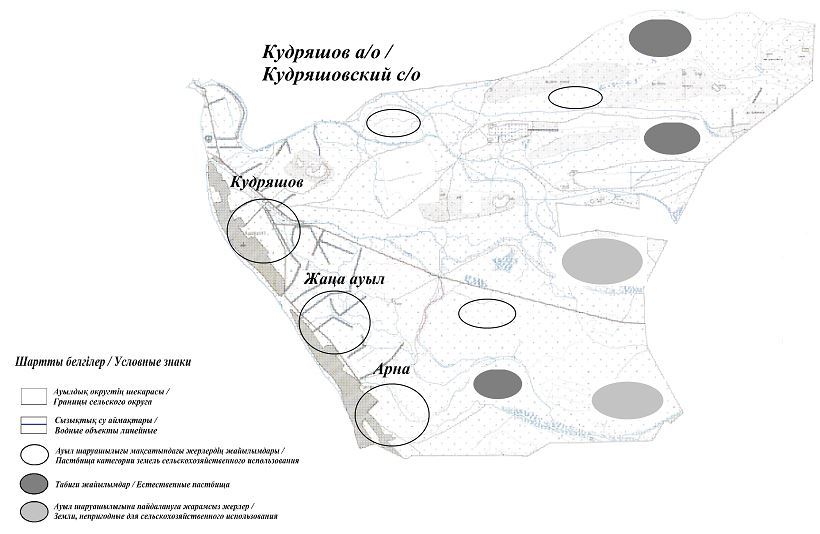 Кудряшов а/о /
Кудряшовский с/о
Кудряшов
Жаңа ауыл
Арна
Шартты белгілер / Условные знаки
Ауылдық округтің шекарасы /
Границы сельского округа
Сызықтық су аймақтары /
Водные объекты линейные
Ауыл шаруашылығы мақсатындағы жерлердің жайылымдары /
Пастбища категории земель сельскохозяйственного использования
Табиғи жайылымдар / Естественные пастбища
Ауыл шаруашылығына пайдалануға жарамсыз жерлер /
Земли, непригодные для сельскохозяйственного использования